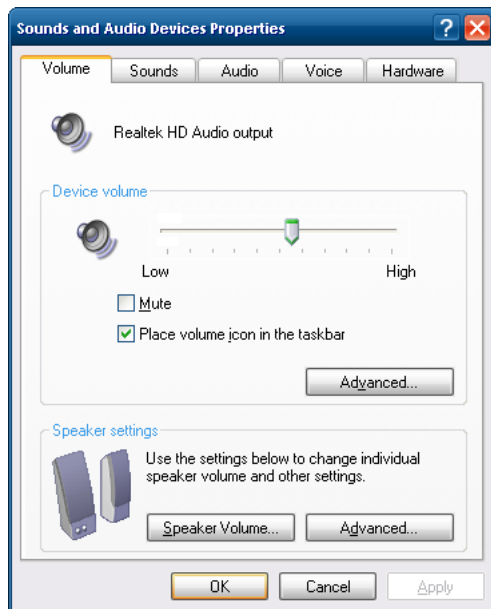 Sounds and Audio Devices Properties
Volume Sounds Audio Voice Hardware
Realtek HD Audio output
Device volume
Low High
Mute
Place volume icon in the taskbar
Advanced...
Speaker settings
Use the settings below to change individual
speaker volume and other settings.
Speaker Volume... Advanced...
OK Cancel Apply